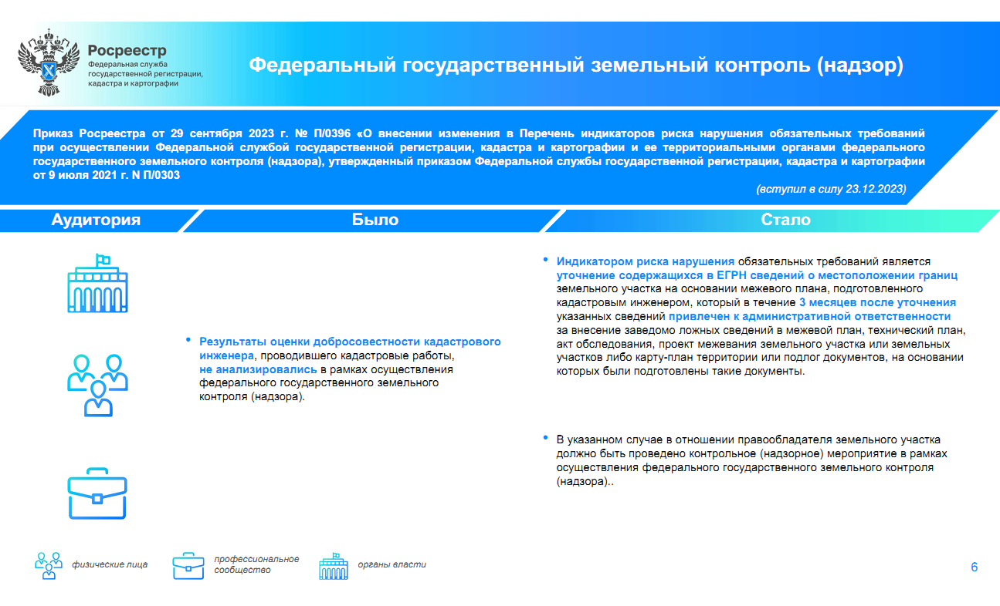 Росреестр
Федеральная служба
государственной регистрации,
кадастра и картографии
Федеральный государственный земельный контроль (надзор)
Приказ Росреестра от 29 сентября 2023 г. № П/0396 «О внесении изменения в Перечень индикаторов риска нарушения обязательных требований
при осуществлении Федеральной службой государственной регистрации, кадастра и картографии и ее территориальными органами федерального
государственного земельного контроля (надзора), утвержденный приказом Федеральной службы государственной регистрации, кадастра и картографии
от 9 июля 2021 г. N П/0303
(вступил в силу 23.12.2023)
Аудитория
Было
Стало
• Результаты оценки добросовестности кадастрового
инженера, проводившего кадастровые работы,
не анализировались в рамках осуществления
федерального государственного земельного
контроля (надзора).
• Индикатором риска нарушения обязательных требований является
уточнение содержащихся в ЕГРН сведений о местоположении границ
земельного участка на основании межевого плана, подготовленного
кадастровым инженером, который в течение 3 месяцев после уточнения
указанных сведений привлечен к административной ответственности
за внесение заведомо ложных сведений в межевой план, технический план,
акт обследования, проект межевания земельного участка или земельных
участков либо карту-план территории или подлог документов, на основании
которых были подготовлены такие документы.
• В указанном случае в отношении правообладателя земельного участка
должно быть проведено контрольное (надзорное) мероприятие в рамках
осуществления федерального государственного земельного контроля
(надзора)..
физические лица
профессиональное
сообщество
органы власти
6